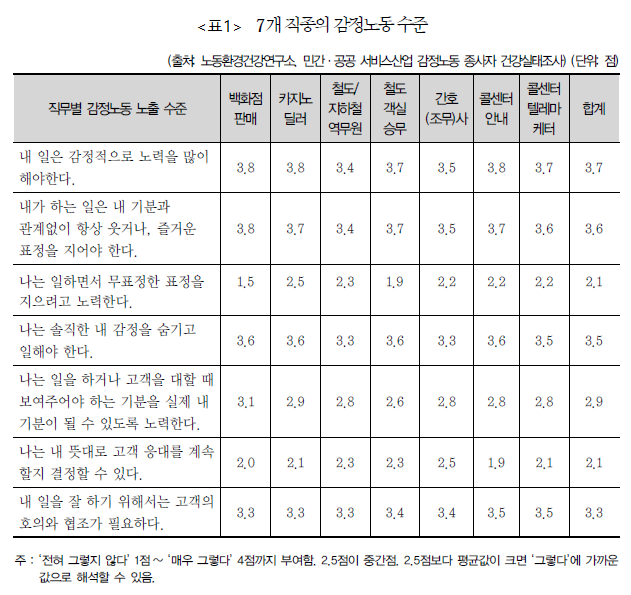 <표1> 7개 직종의 감정노동 수준
(출처: 노동환경건강연구소, 민간·공공 서비스산업 감정노동 종사자 건강실태조사) (단위: 점)
직무별 감정노동 노출 수준 백화점 판매 카지노 딜러 철도/지하철 역무원 철도 객실 승무 간호(조무)사 콜센터 안내 콜센터 텔레마케터 합계
내 일은 감정적으로 노력을 많이
해야한다. 3.8 3.8 3.4 3.7 3.5 3.8 3.7 3.7
내가 하는 일은 내 기분과
관계없이 항상 웃거나, 즐거운
표정을 지어야 한다. 3.8 3.7 3.4 3.7 3.5 3.7 3.6 3.6
나는 일하면서 무표정한 표정을
지으려고 노력한다. 1.5 2.5 2.3 1.9 2.2 2.2 2.2 2.1
나는 솔직한 내 감정을 숨기고
일해야 한다. 3.6 3.6 3.3 3.6 3.3 3.6 3.5 3.5
나는 일을 하거나 고객을 대할 때
보여주어야 하는 기분을 실제 내
기분이 될 수 있도록 노력한다. 3.1 2.9 2.8 2.6 2.8 2.8 2.8 2.9
나는 내 뜻대로 고객 응대를 계속
할지 결정할 수 있다. 2.0 2.1 2.3 2.3 2.5 1.9 2.1 2.1
내 일을 잘 하기 위해서는 고객의
호의와 협조가 필요하다. 3.3 3.3 3.3 3.4 3.4 3.5 3.5 3.3
주 : '전혀 그렇지 않다' 1점 ~ '매우 그렇다' 4점까지 부여함. 2.5점이 중간점. 2.5점보다 평균값이 크면 '그렇다'에 가까운
값으로 해석할 수 있음.